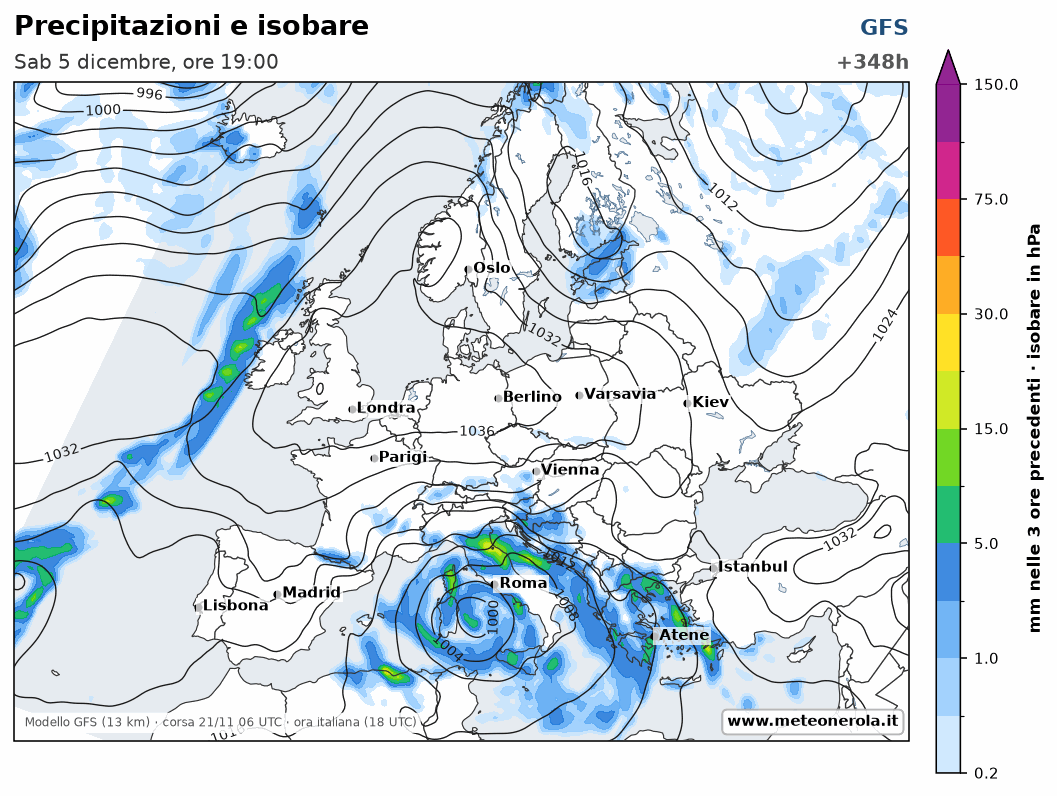 Precipitazioni e isobare
GFS
Sab 5 dicembre, ore 19:00
+348h
996
1000
1016
1012
Oslo
1032
1024
Berlino
Varsavia
Kiev
Londra
1036
1032
Parigi
Vienna
1032
1012
Istanbul
Roma
Madrid
Lisbona
1008
1000
Atene
1004
Modello GFS (13 km) · corsa 21/11 06 UTC · ora italiana (18 UTC)
www.meteonerola.it
1016
150.0
75.0
30.0
15.0
5.0
1.0
0.2
mm nelle 3 ore precedenti · isobare in hPa